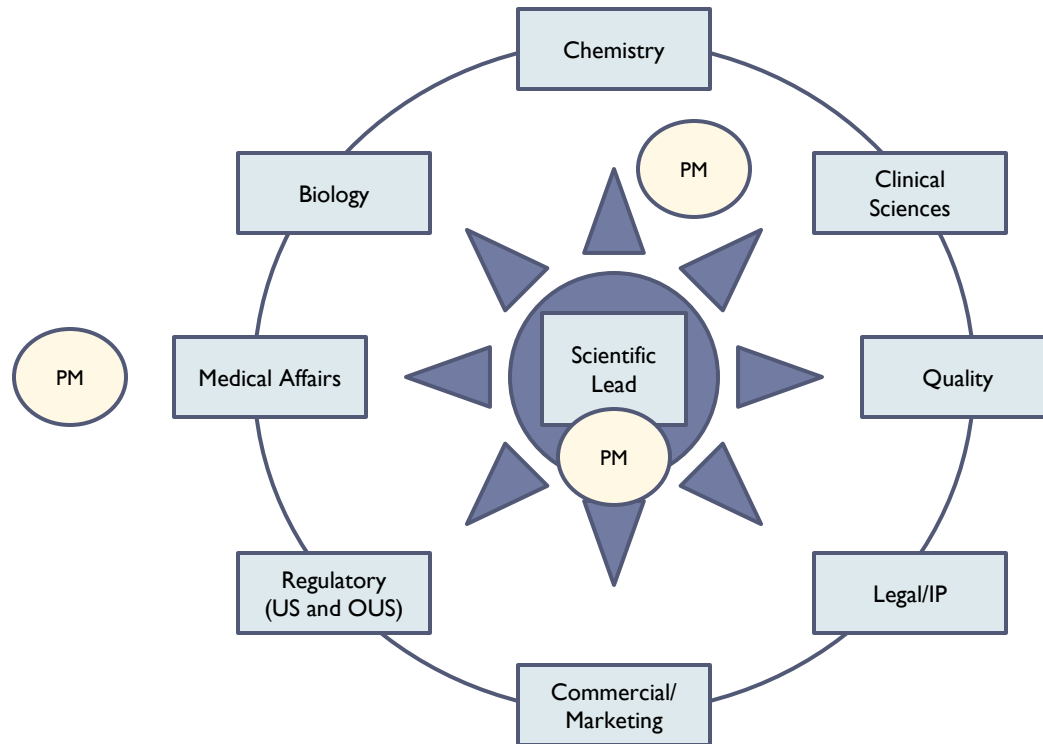 Chemistry
PM
Biology
Clinical
Sciences
PM
Medical Affairs
Scientific
Lead
Quality
PM
Regulatory
(US and OUS)
Legal/IP
Commercial/
Marketing